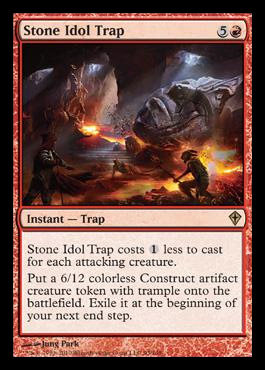 Stone Idol Trap 5
Instant — Trap
Stone Idol Trap costs 1 less to cast
for each attacking creature.
Put a 6/12 colorless Construct artifact
creature token with trample onto the
battlefield. Exile it at the beginning of
your next end step.
Jung Park